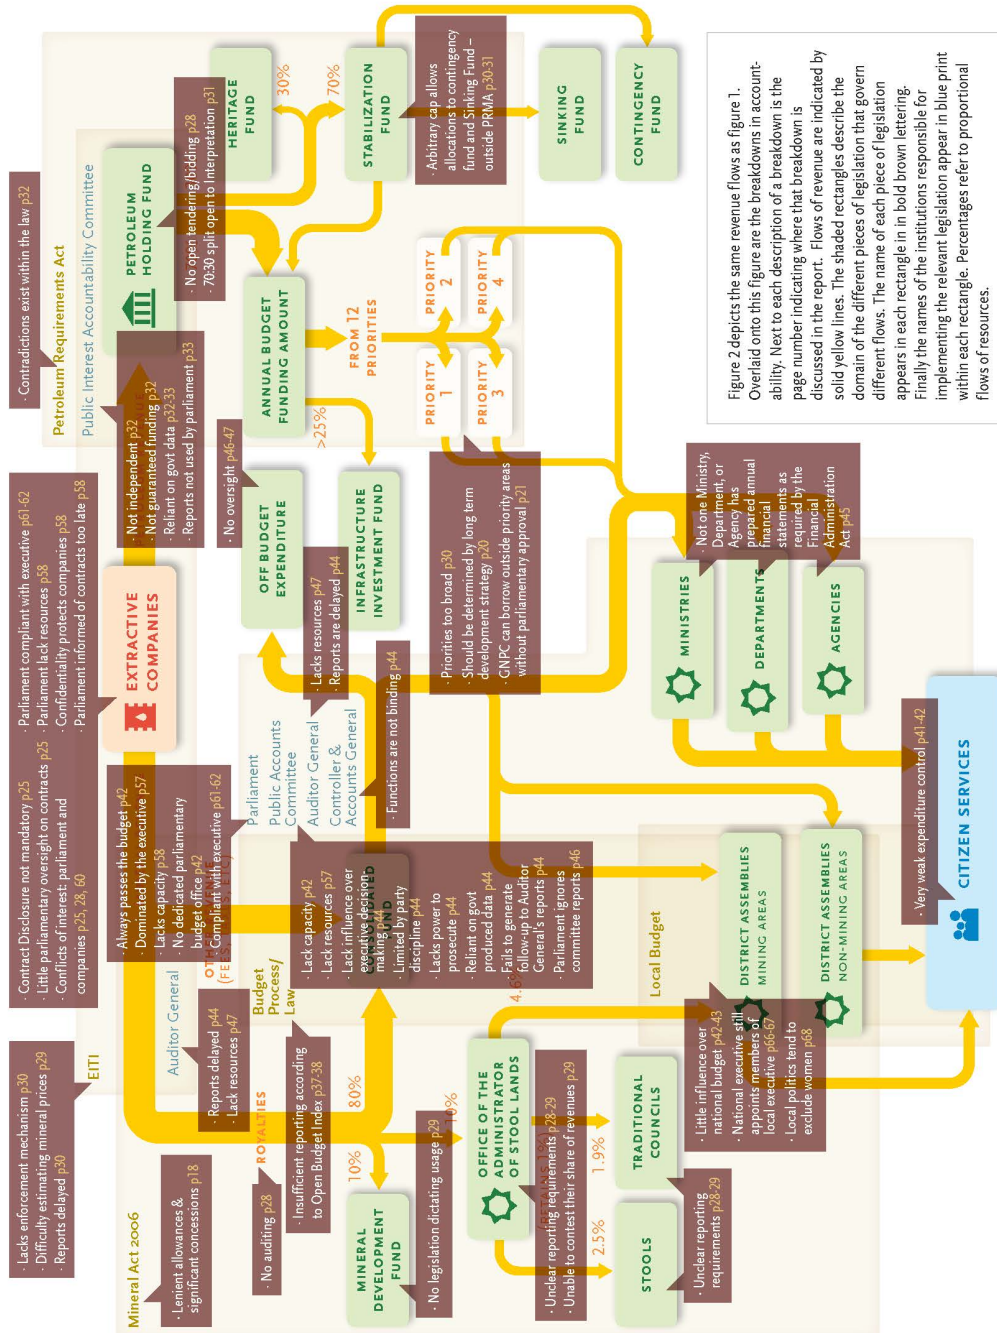 · Lacks enforcement mechanism p30
· Difficulty estimating mineral prices p29
· Reports delayed p30
· Contract Disclosure not mandatory p25
· Little parliamentary oversight on contracts p25
· Conflicts of interest: parliament and
companies p25, 28, 60
· Parliament compliant with executive p61-62
· Parliament lack resources p58
· Confidentiality protects companies p58
· Parliament informed of contracts too late p58
· Contradictions exist within the law p32
Mineral Act 2006
EITI
Petroleum Requirements Act
Public Interest Accountability Committee
· Lenient allowances &
significant concessions p18
Auditor General
· Reports delayed p44
· Lack resources p47
· Always passes the budget p42
· Dominated by the executive p57
· Lacks capacity p58
· No dedicated parliamentary
budget office p42
· Compliant with executive p61-62
EXTRACTIVE
COMPANIES
· Not independent p32
· Not guaranteed funding p32
· Reliant on govt data p32-33
· Reports not used by parliament p33
PETROLEUM
HOLDING FUND
· No open tendering/bidding p28
· 70:30 split open to Interpretation p31
HERITAGE
FUND
30%
70%
ROYALTIES
· No auditing p28
· Insufficient reporting according
to Open Budget Index p37-38
Budget
Process/
Law
Parliament
Public Accounts
Committee
Auditor General
Controller &
Accounts General
· No oversight p46-47
OFF BUDGET
EXPENDITURE
ANNUAL BUDGET
FUNDING AMOUNT
>25%
FROM 12
PRIORITIES
STABILIZATION
FUND
· Arbitrary cap allows
allocations to contingency
fund and Sinking Fund –
outside PRMA p30-31
10%
80%
10%
MINERAL
DEVELOPMENT
FUND
· No legislation dictating usage p29
· Lack capacity p42
· Lack resources p57
· Lack influence over
executive decision-
making p44
· Limited by party
discipline p44
· Lacks power to
prosecute p44
· Reliant on govt
produced data p44
· Fails to generate
follow-up to Auditor
General's reports p44
· Parliament ignores
committee reports p46
· Functions are not binding p44
· Lacks resources p47
· Reports are delayed p44
INFRASTRUCTURE
INVESTMENT FUND
PRIORITY
1
PRIORITY
2
PRIORITY
3
PRIORITY
4
SINKING
FUND
CONTINGENCY
FUND
· Priorities too broad p30
· Should be determined by long term
development strategy p20
· GNPC can borrow outside priority areas
without parliamentary approval p21
OFFICE OF THE
ADMINISTRATOR
OF STOOL LANDS
4.6%
· Unclear reporting requirements p28-29
· Unable to contest their share of revenues p29
2.5%
1.9%
STOOLS
TRADITIONAL
COUNCILS
· Unclear reporting
requirements p28-29
Local Budget
DISTRICT ASSEMBLIES
MINING AREAS
DISTRICT ASSEMBLIES
NON-MINING AREAS
· Little influence over
national budget p42-43
· National executive still
appoints members of
local executive p66-67
· Local politics tend to
exclude women p68
MINISTRIES
DEPARTMENTS
AGENCIES
· Not one Ministry,
Department, or
Agency has
prepared annual
financial
statements as
required by the
Financial
Administration
Act p45
· Very weak expenditure control p41-42
CITIZEN SERVICES
Figure 2 depicts the same revenue flows as figure 1.
Overlaid onto this figure are the breakdowns in account-
ability. Next to each description of a breakdown is the
page number indicating where that breakdown is
discussed in the report. Flows of revenue are indicated by
solid yellow lines. The shaded rectangles describe the
domain of the different pieces of legislation that govern
different flows. The name of each piece of legislation
appears in each rectangle in in bold brown lettering.
Finally the names of the institutions responsible for
implementing the relevant legislation appear in blue print
within each rectangle. Percentages refer to proportional
flows of resources.